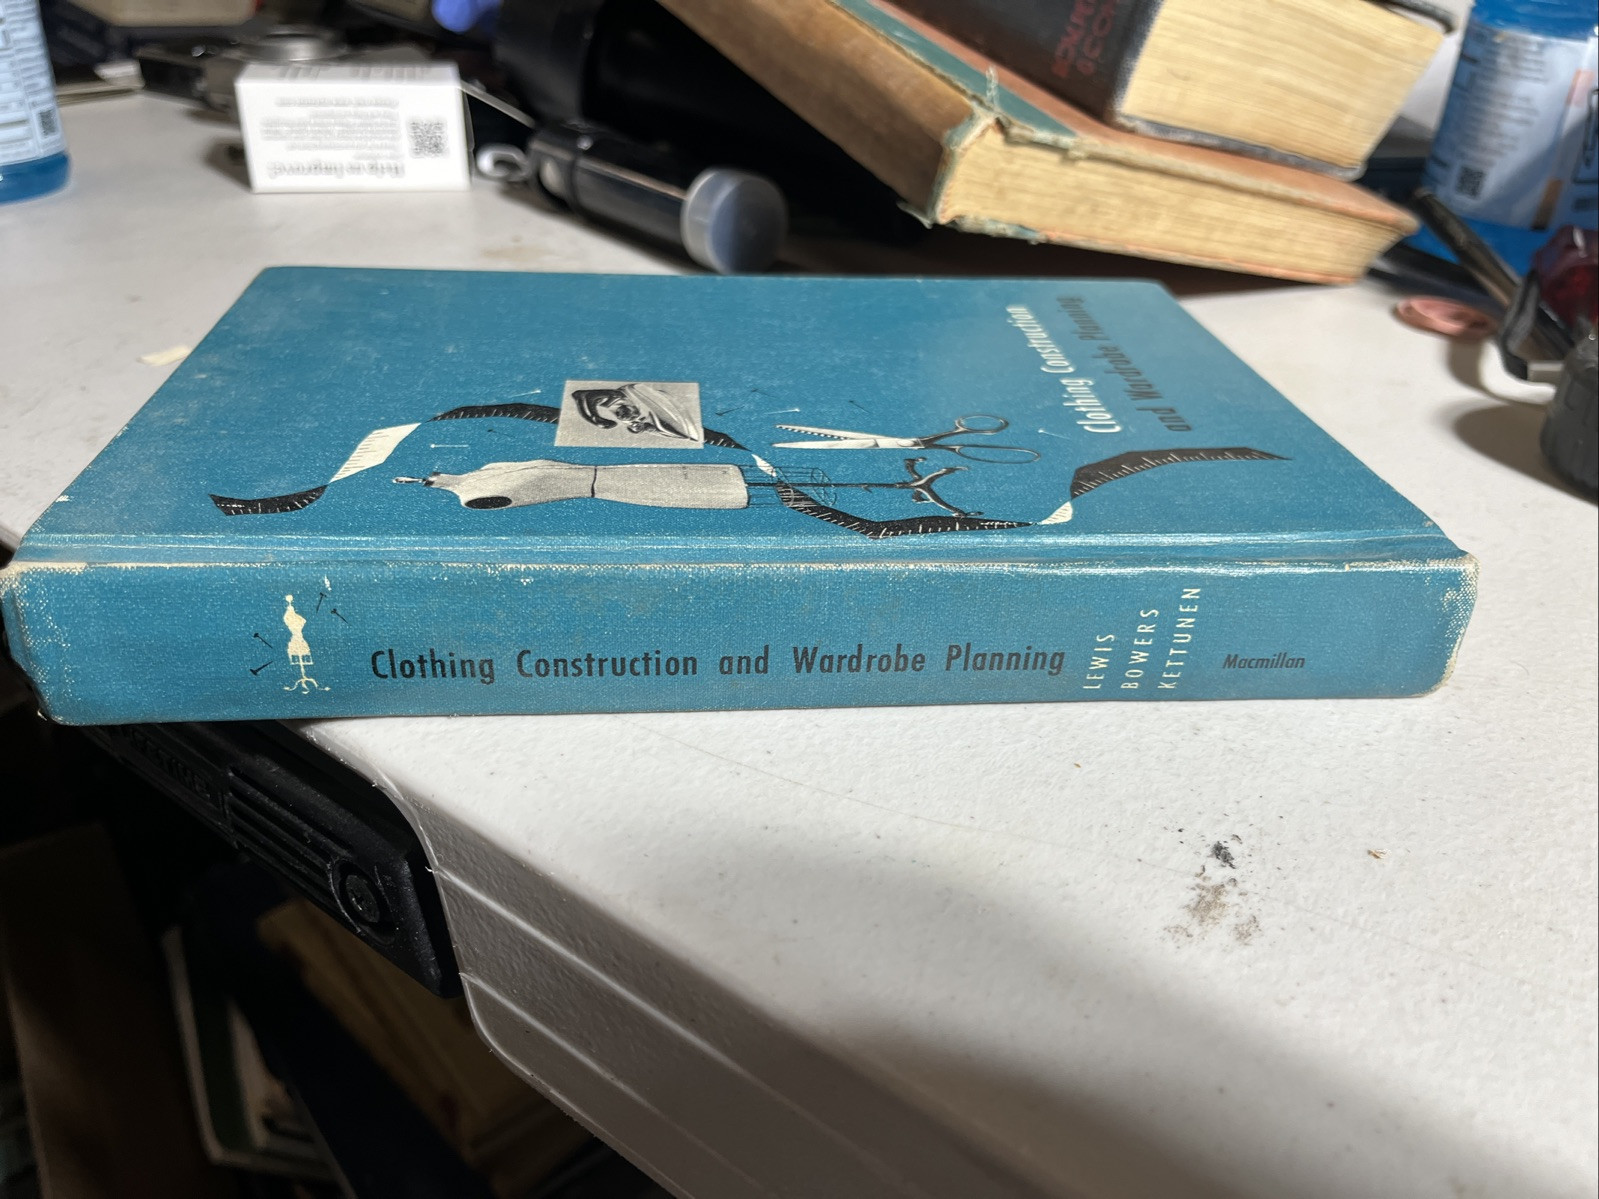 Help us improve!
Clothing Construction
and Wardrobe Planning
Clothing Construction and Wardrobe Planning
LEWIS
BOWERS
KETTUNEN
Macmillan